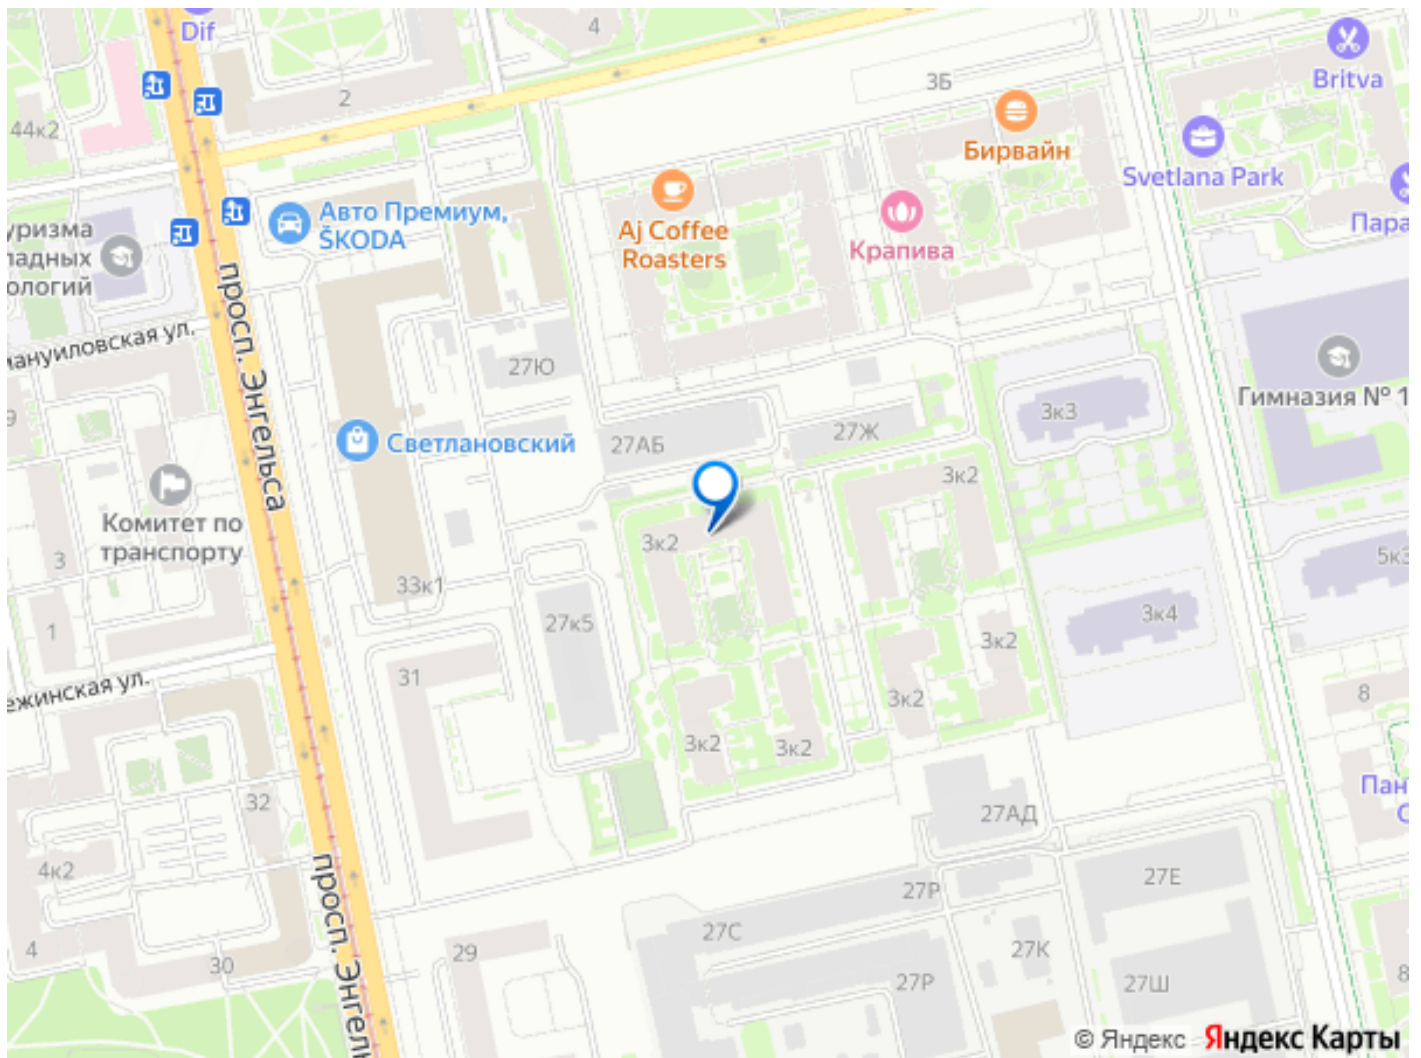 Dif
4
2
3Б
Britva
44к2
Бирвайн
Svetlana Park
Авто Премиум,
ŠKODA
Aj Coffee
Roasters
Крапива
Пара
уризма
ладных
ологий
просп. Энгельса
мануиловская ул.
27Ю
Гимназия № 1
3к3
9
27АБ
27Ж
Светлановский
3к2
Комитет по
транспорту
3к2
3
33к1
5к3
27к5
3к4
1
3к2
31
ежинская ул.
3к2
8
3к2
3к2
Пан
С
32
27АД
просп. Энгель
4к2
27Е
27Р
27С
29
27К
4
30
27Р
27Ш
8
© Яндекс Яндекс Карты